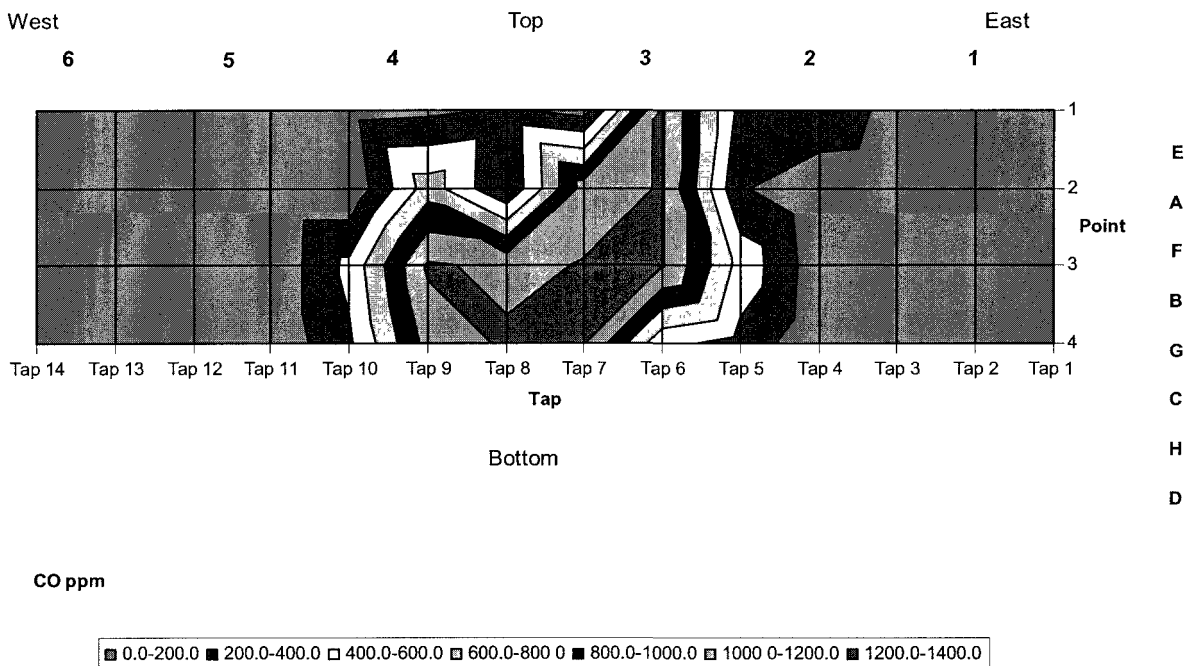 West Top East
6 5 4 3 2 1
1
E
2
A
Point
F
3
B
4
G
Tap 14 Tap 13 Tap 12 Tap 11 Tap 10 Tap 9 Tap 8 Tap 7 Tap 6 Tap 5 Tap 4 Tap 3 Tap 2 Tap 1
Tap
C
Bottom
H
D
CO ppm
0.0-200.0 200.0-400.0 400.0-600.0 600.0-800 0 800.0-1000.0 1000 0-1200.0 1200.0-1400.0